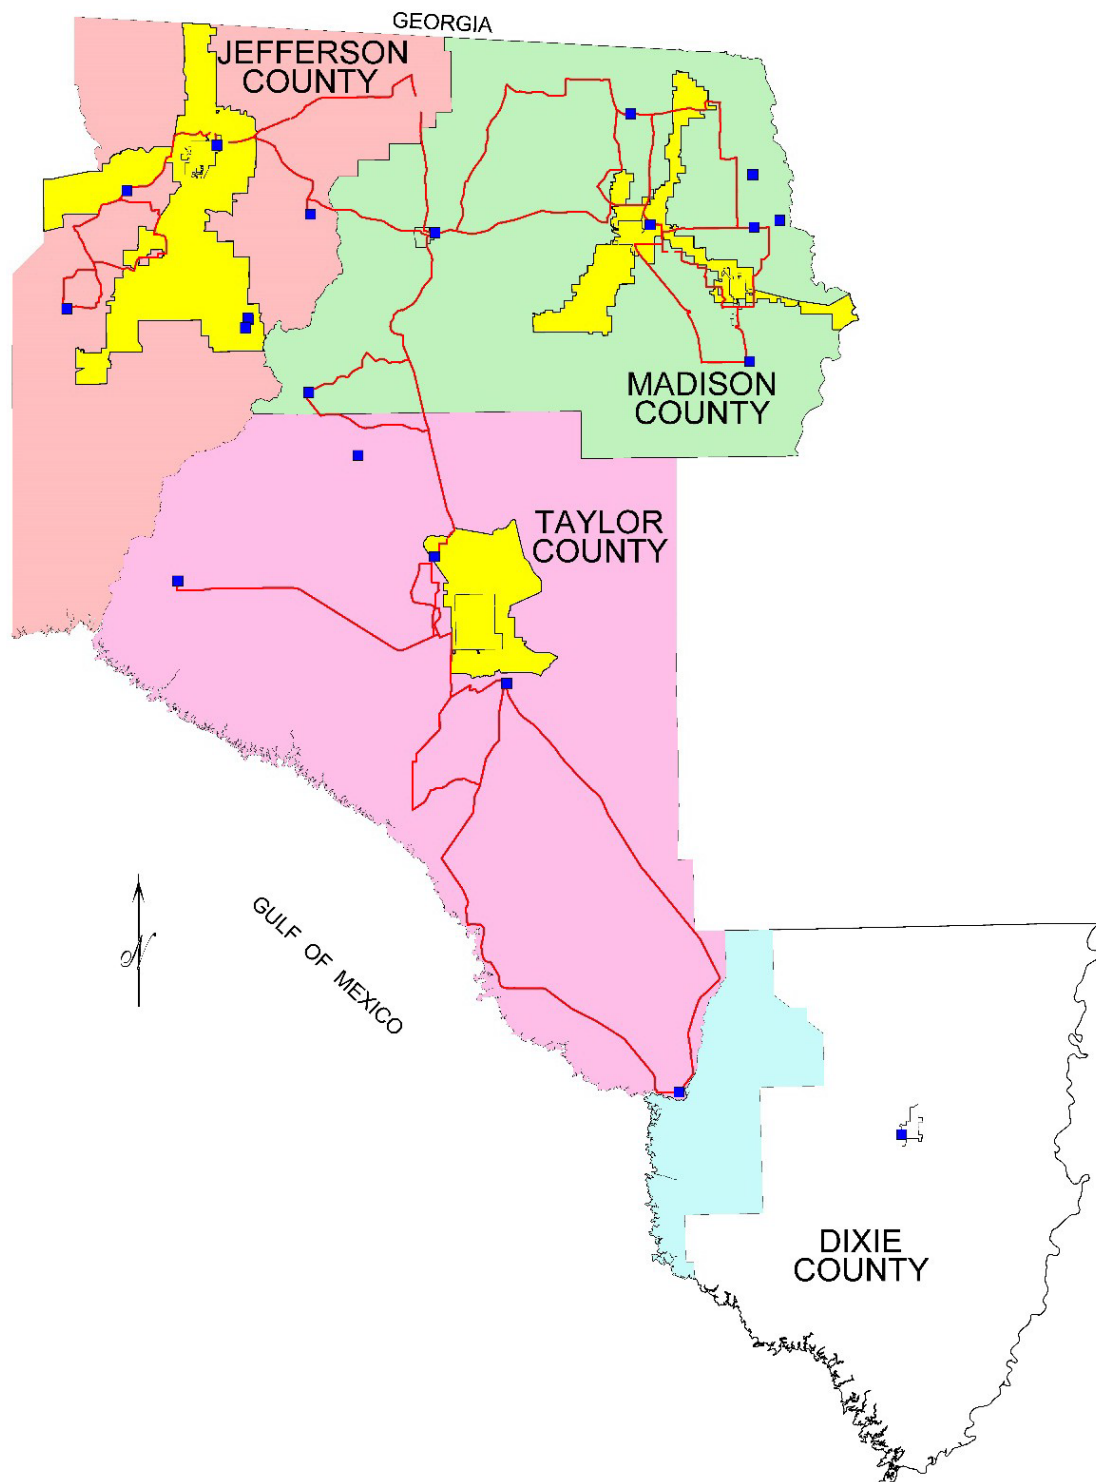 GEORGIA
JEFFERSON
COUNTY
MADISON
COUNTY
TAYLOR
COUNTY
GULF OF MEXICO
N
DIXIE
COUNTY